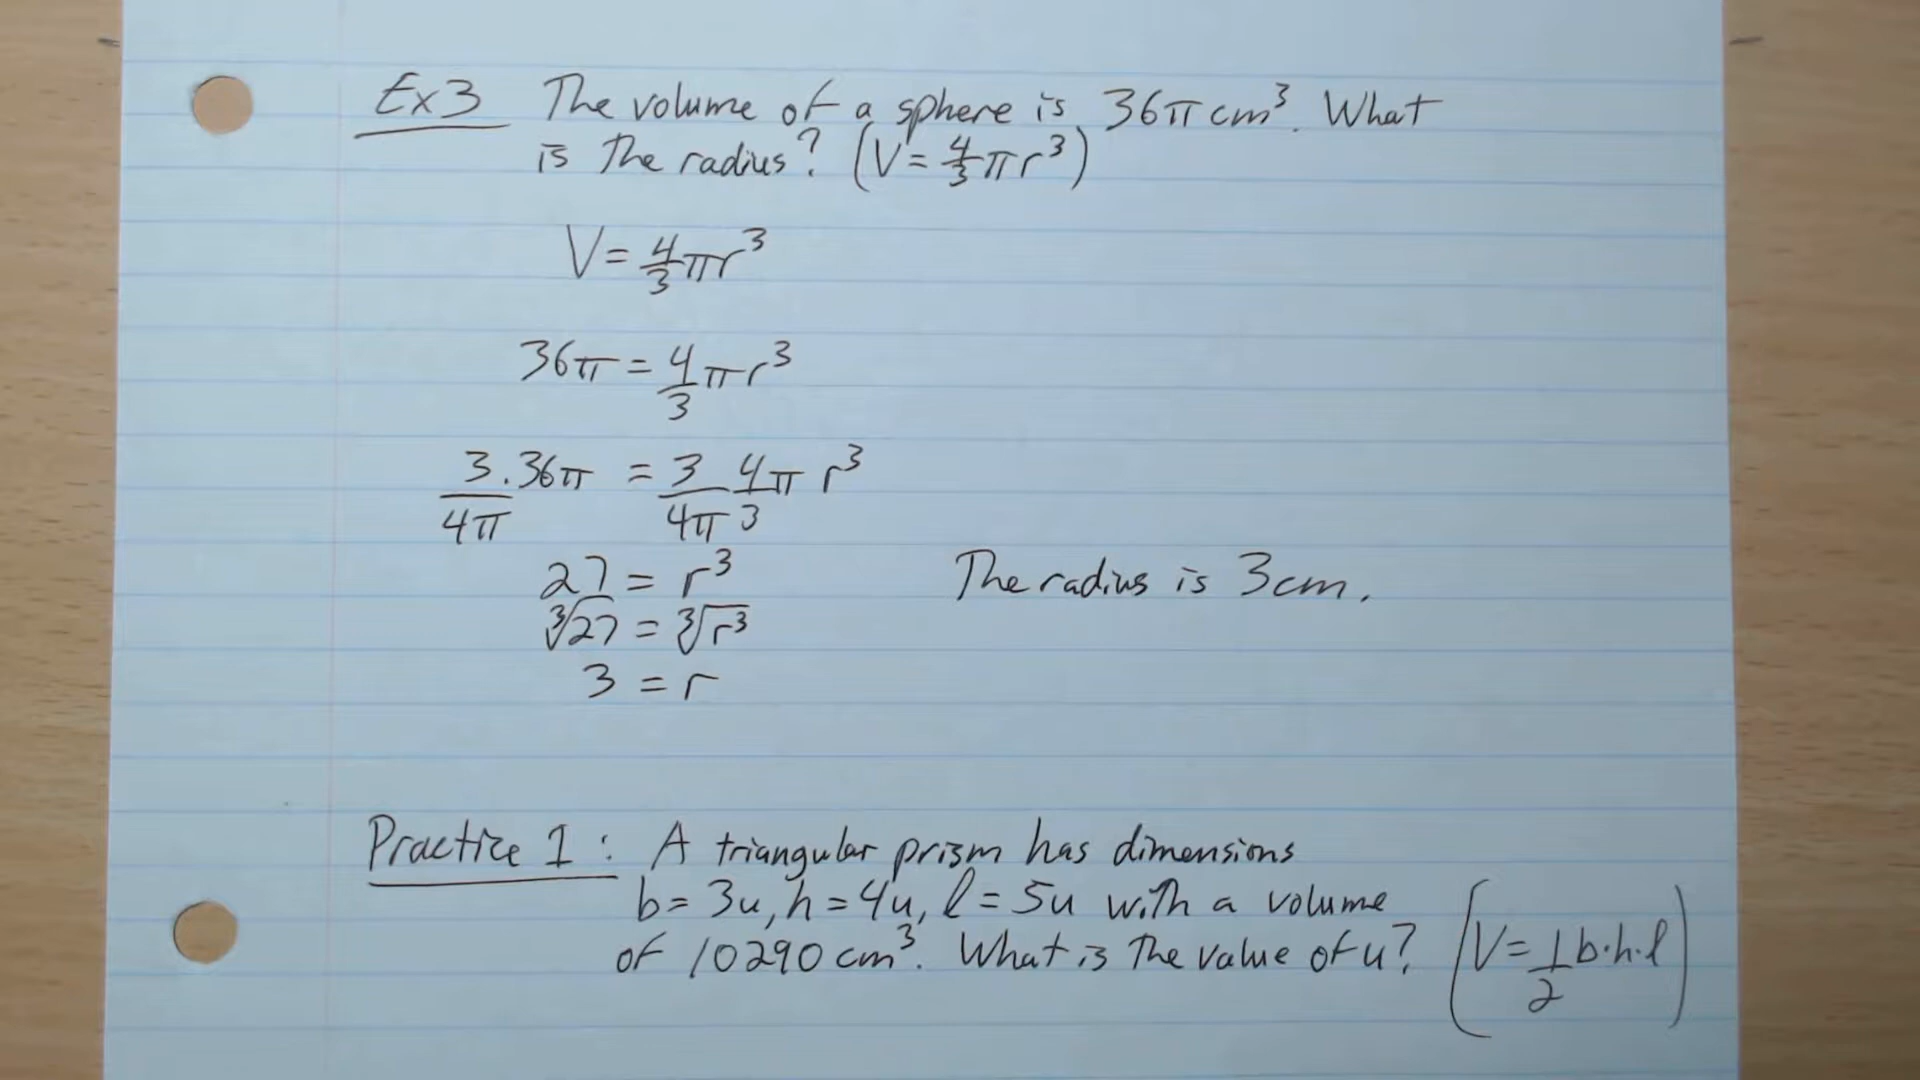 Ex3 The volume of a sphere is 36π cm³. What
is the radius? (V = 4/3 πr³)
V = 4/3 πr³
36π = 4/3 πr³
3/4π · 36π = 3/4π 4π/3 r³
27 = r³
The radius is 3cm.
∛27 = ∛r³
3 = r
Practice 1: A triangular prism has dimensions
b = 3u, h = 4u, l = 5u with a volume
of 10290 cm³. What is the value of u? (V = 1/2 b·h·l)